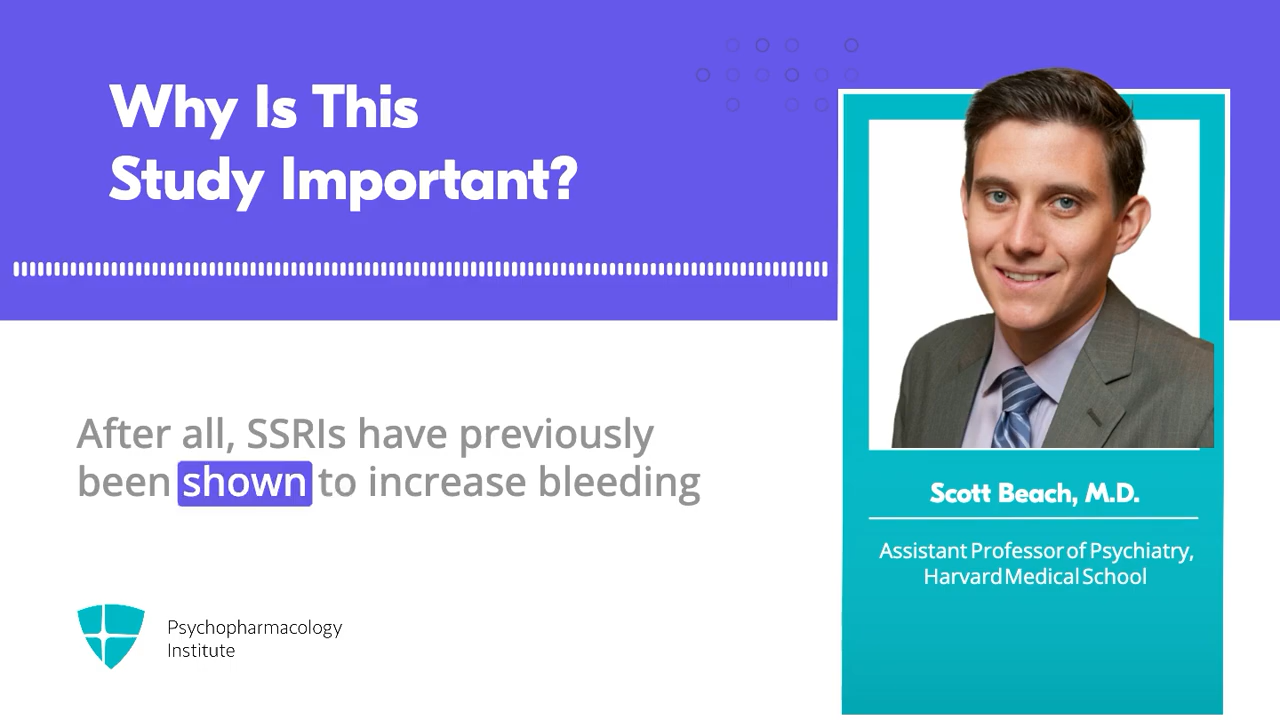 Why Is This
Study Important?
After all, SSRIs have previously
been shown to increase bleeding
Psychopharmacology
Institute
Scott Beach, M.D.
Assistant Professor of Psychiatry,
Harvard Medical School